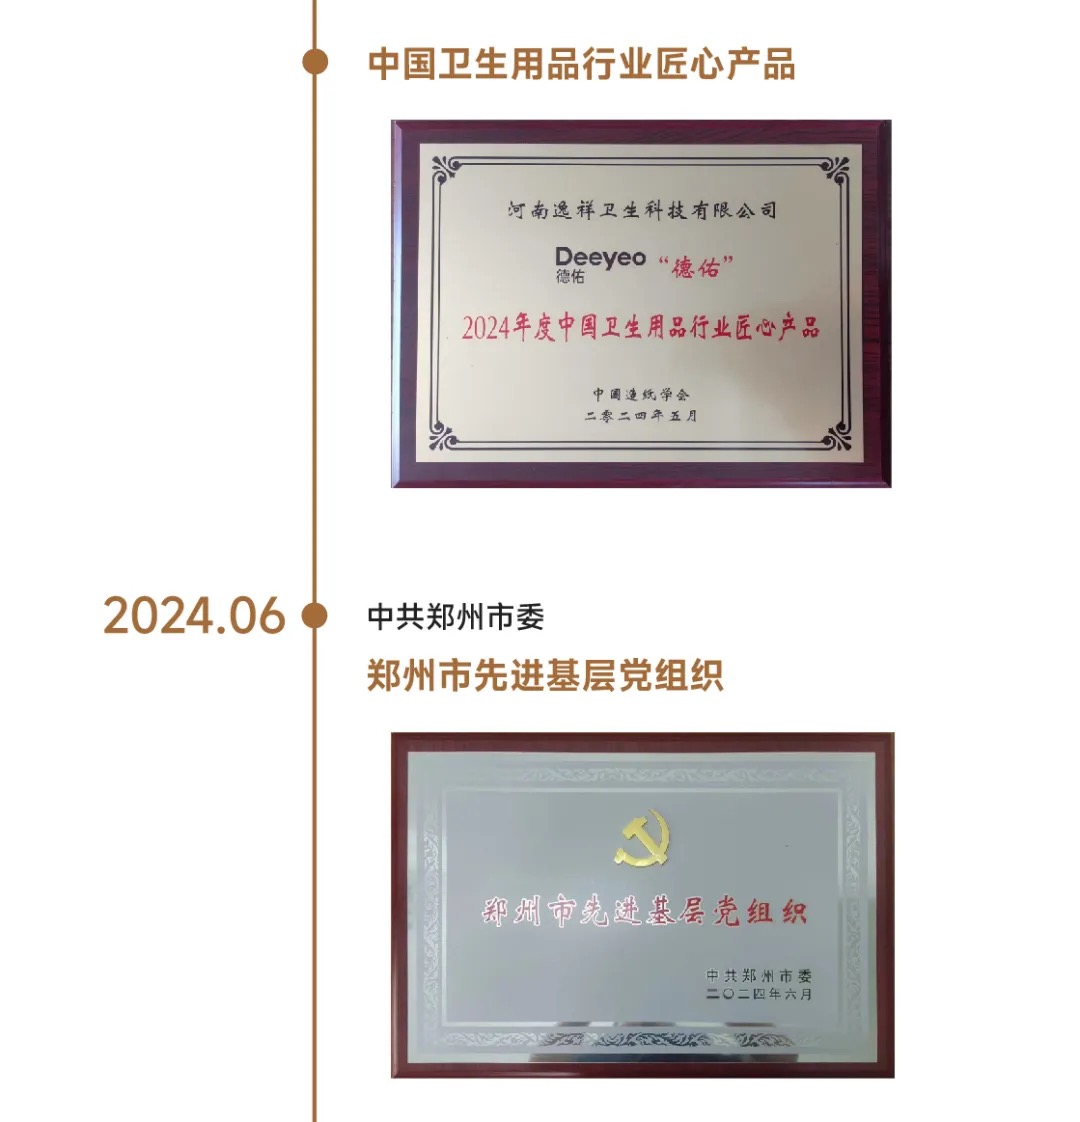 中国卫生用品行业匠心产品
河南逸祥卫生科技有限公司
Deeyeo
德佑
“德佑”
2024年度中国卫生用品行业匠心产品
中国造纸学会
二零二四年五月
2024.06
中共郑州市委
郑州市先进基层党组织
郑州市先进基层党组织
中共郑州市委
二〇二四年六月